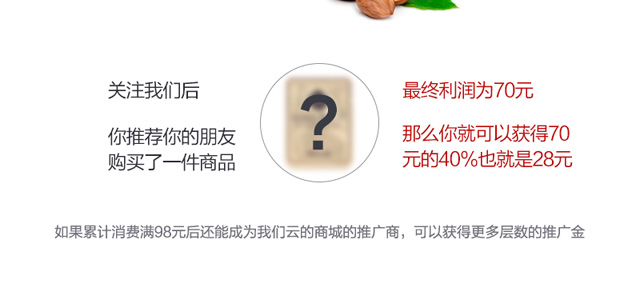 关注我们后
你推荐你的朋友
购买了一件商品
?
最终利润为70元
那么你就可以获得70
元的40%也就是28元
如果累计消费满98元后还能成为我们云的商城的推广商，可以获得更多层数的推广金